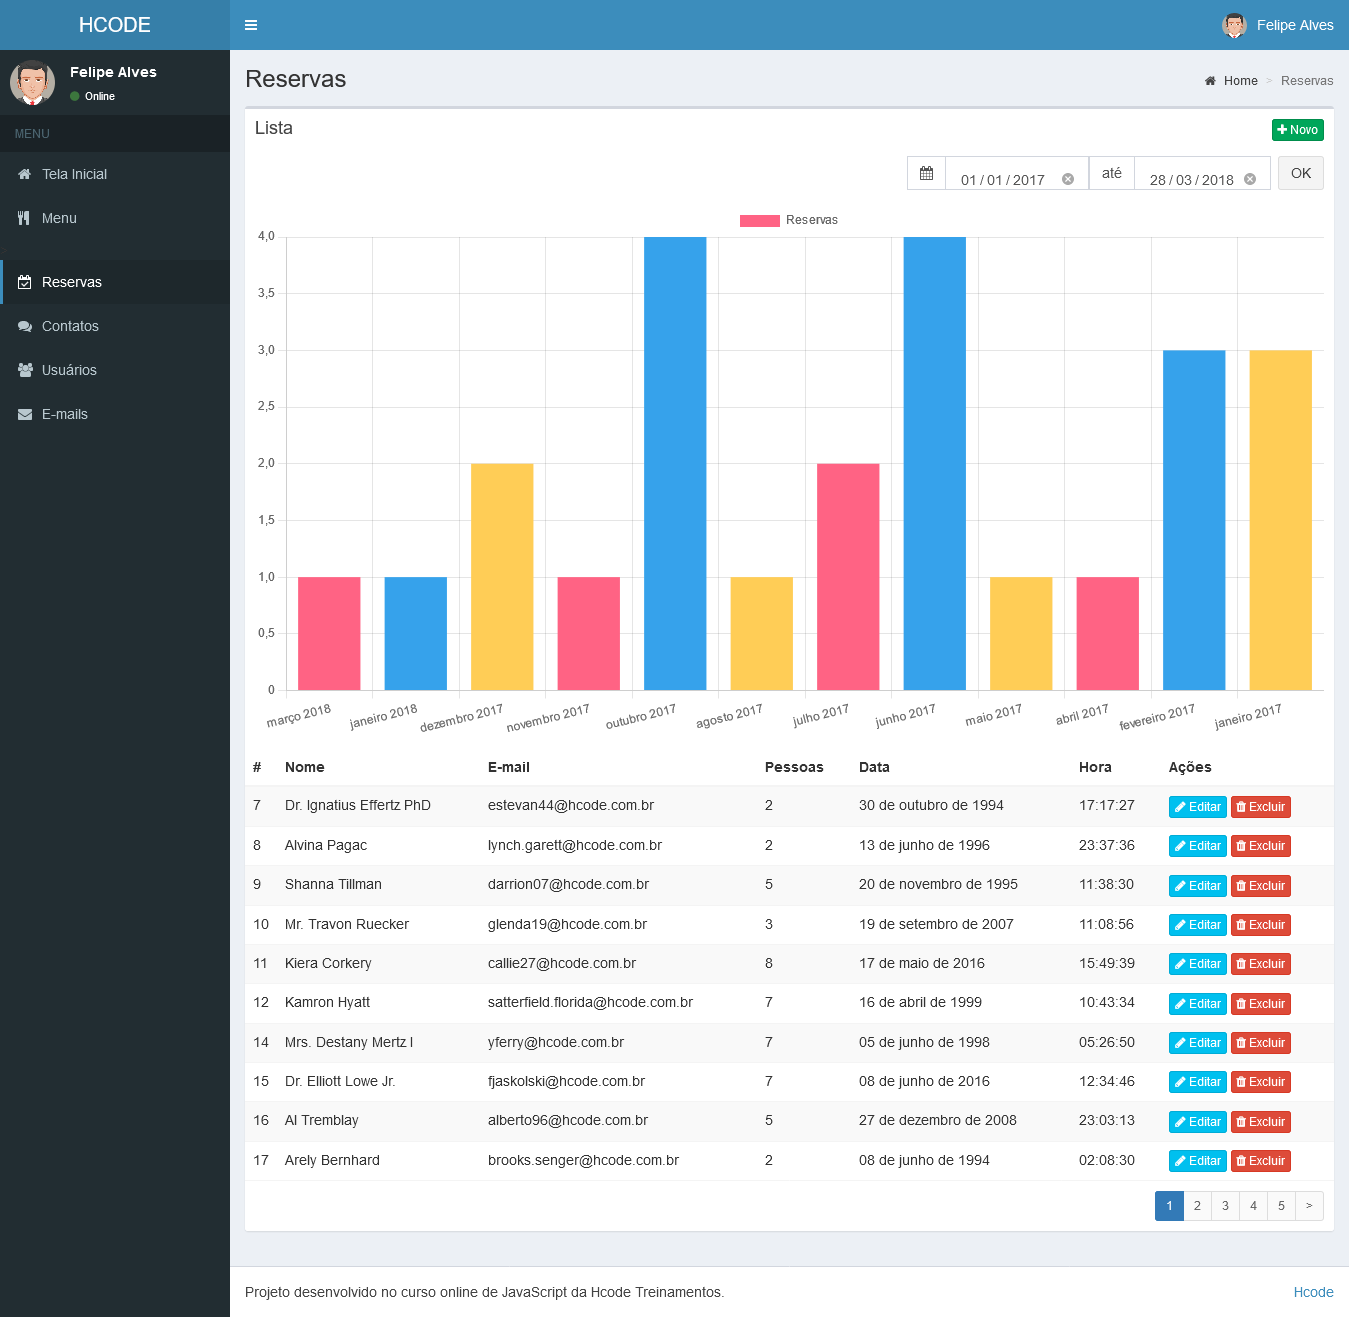 HCODE
Felipe Alves
Felipe Alves
Online
MENU
Tela Inicial
Menu
Reservas
Contatos
Usuários
E-mails
Reservas
Home > Reservas
Lista
Novo
01 / 01 / 2017 até 28 / 03 / 2018 OK
Reservas
4,0
3,5
3,0
2,5
2,0
1,5
1,0
0,5
0
março 2018 janeiro 2018 dezembro 2017 novembro 2017 outubro 2017 agosto 2017 julho 2017 junho 2017 maio 2017 abril 2017 fevereiro 2017 janeiro 2017
# Nome E-mail Pessoas Data Hora Ações
7 Dr. Ignatius Effertz PhD estevan44@hcode.com.br 2 30 de outubro de 1994 17:17:27 Editar Excluir
8 Alvina Pagac lynch.garett@hcode.com.br 2 13 de junho de 1996 23:37:36 Editar Excluir
9 Shanna Tillman darrion07@hcode.com.br 5 20 de novembro de 1995 11:38:30 Editar Excluir
10 Mr. Travon Ruecker glenda19@hcode.com.br 3 19 de setembro de 2007 11:08:56 Editar Excluir
11 Kiera Corkery callie27@hcode.com.br 8 17 de maio de 2016 15:49:39 Editar Excluir
12 Kamron Hyatt satterfield.florida@hcode.com.br 7 16 de abril de 1999 10:43:34 Editar Excluir
14 Mrs. Destany Mertz I yferry@hcode.com.br 7 05 de junho de 1998 05:26:50 Editar Excluir
15 Dr. Elliott Lowe Jr. fjaskolski@hcode.com.br 7 08 de junho de 2016 12:34:46 Editar Excluir
16 Al Tremblay alberto96@hcode.com.br 5 27 de dezembro de 2008 23:03:13 Editar Excluir
17 Arely Bernhard brooks.senger@hcode.com.br 2 08 de junho de 1994 02:08:30 Editar Excluir
1 2 3 4 5 >
Projeto desenvolvido no curso online de JavaScript da Hcode Treinamentos. Hcode